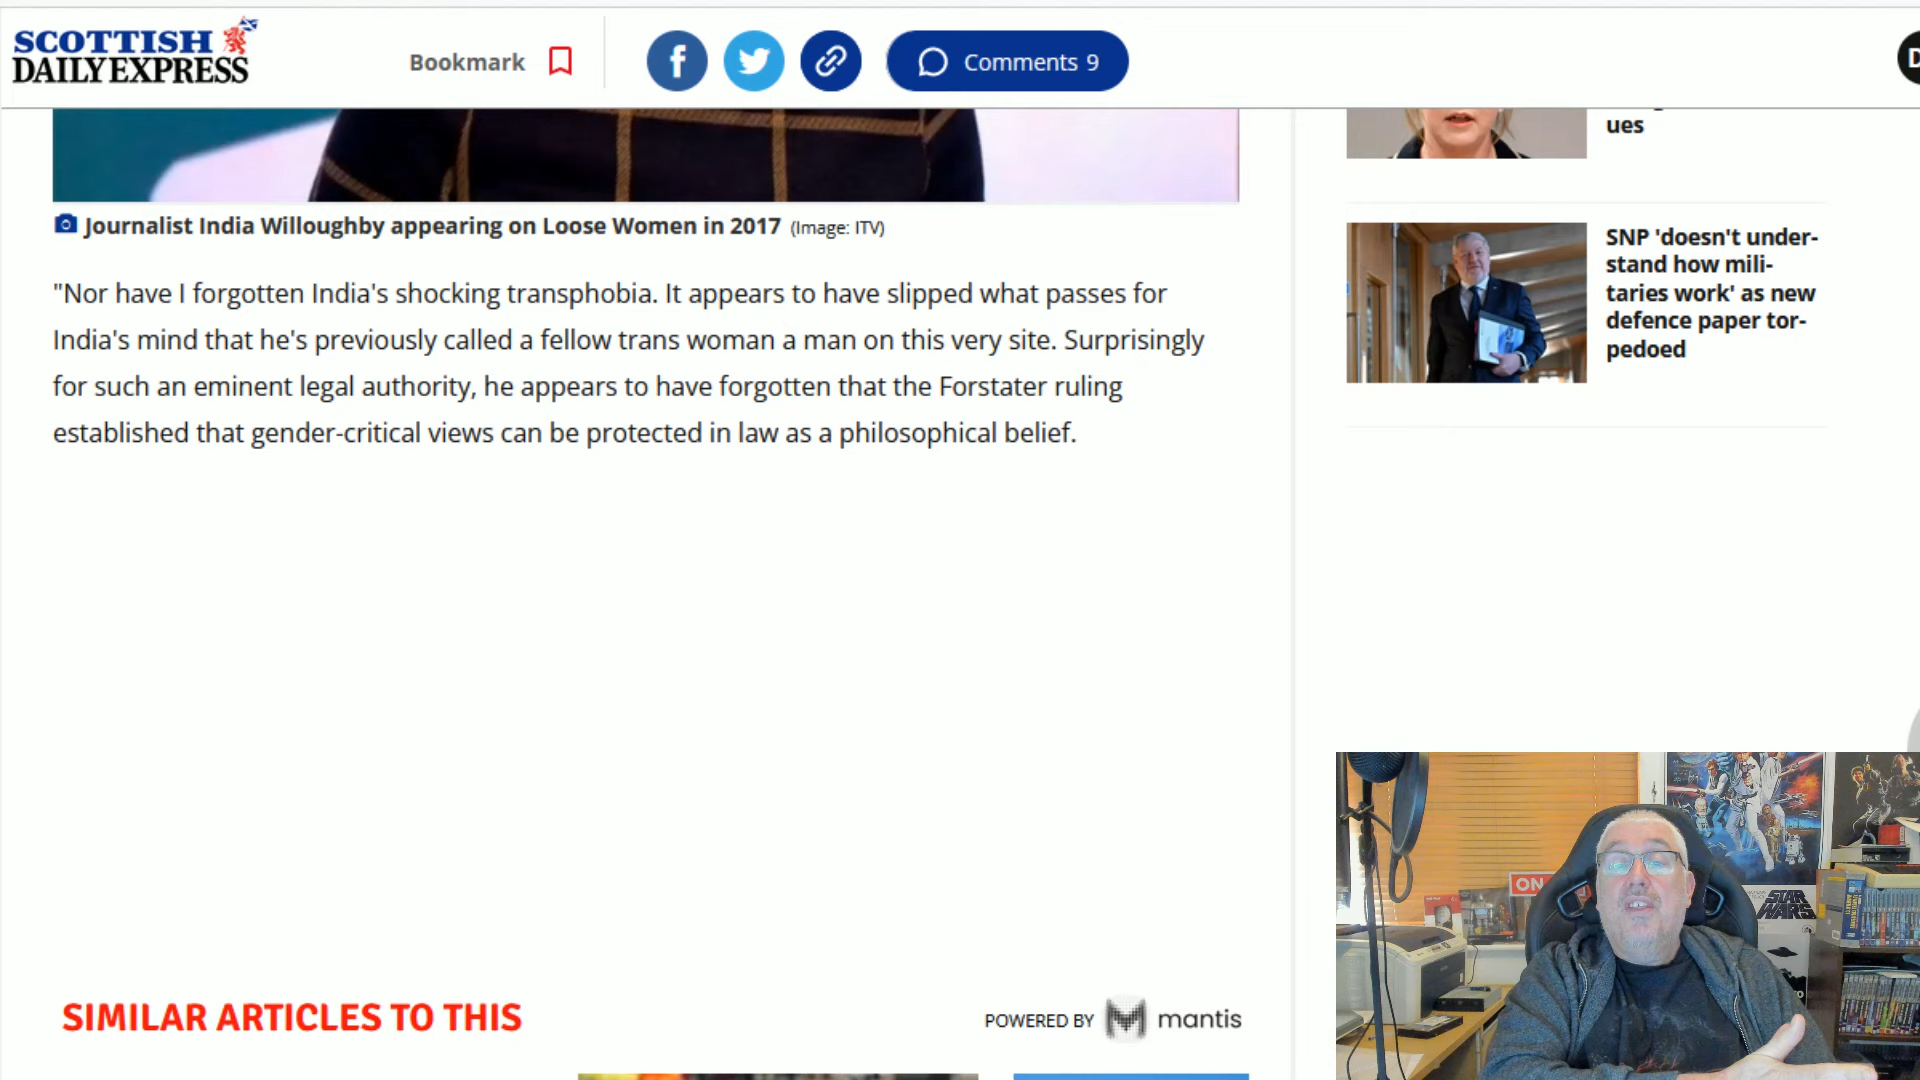 SCOTTISH
DAILY EXPRESS
Bookmark
Comments 9
D
Journalist India Willoughby appearing on Loose Women in 2017 (Image: ITV)
"Nor have I forgotten India's shocking transphobia. It appears to have slipped what passes for
India's mind that he's previously called a fellow trans woman a man on this very site. Surprisingly
for such an eminent legal authority, he appears to have forgotten that the Forstater ruling
established that gender-critical views can be protected in law as a philosophical belief.
ues
SNP 'doesn't under-
stand how mili-
taries work' as new
defence paper tor-
pedoed
ON
STAR
WARS
SIMILAR ARTICLES TO THIS
POWERED BY mantis